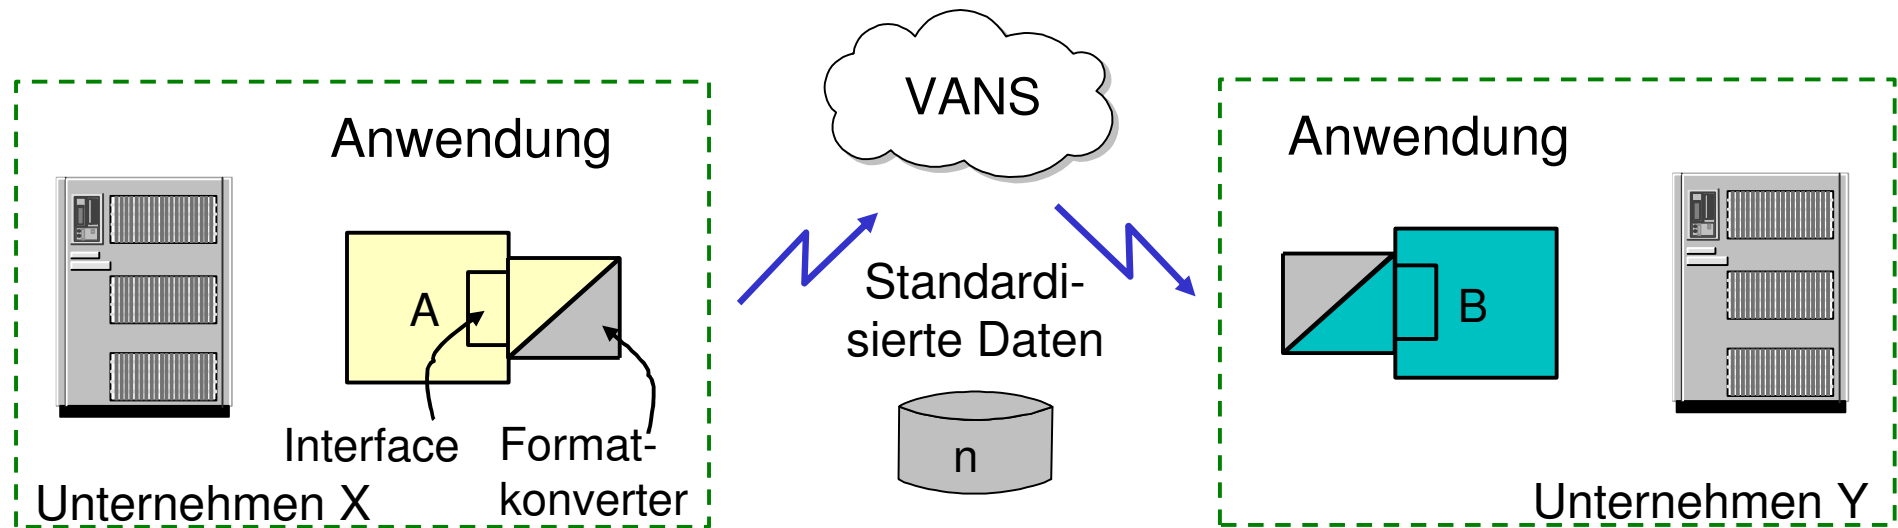 Anwendung
A
Interface
Format-
konverter
Unternehmen X
VANS
Standardi-
sierte Daten
n
Anwendung
B
Unternehmen Y